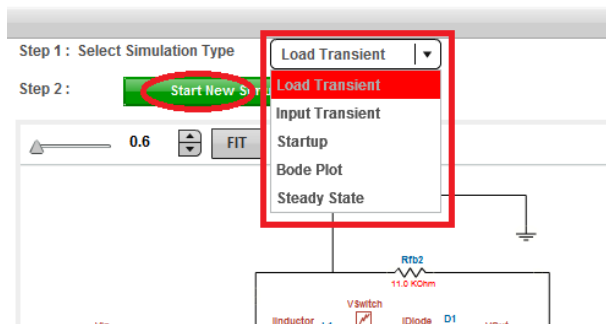 Step 1 : Select Simulation Type
Load Transient
Step 2 :
Start New
Load Transient
Input Transient
0.6
FIT
Startup
Bode Plot
Steady State
Rfb2
11.0 KOhm
VSwitch
IInductor
IDiode
D1